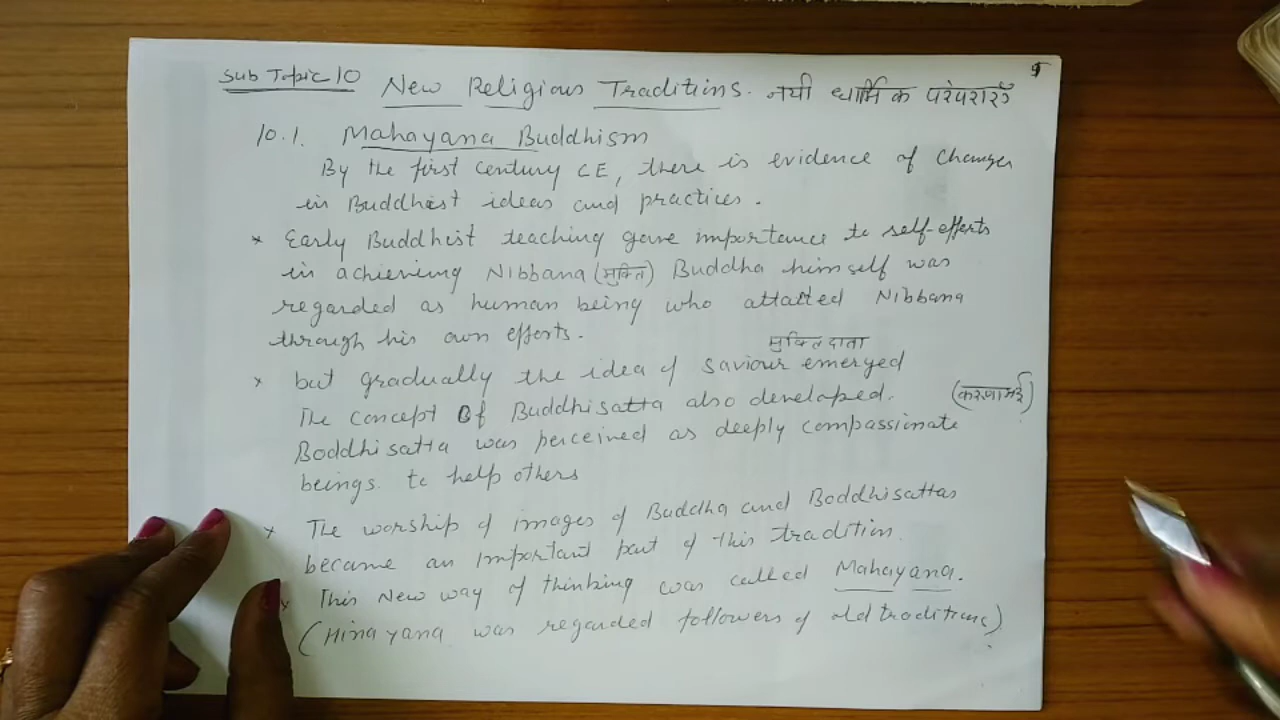 Sub Topic 10 New Religious Traditions. नयी धार्मिक परंपराएँ
10.1. Mahayana Buddhism
By the first century CE, there is evidence of changes
in Buddhist ideas and practices.
* Early Buddhist teaching gave importance to self-efforts
in achieving Nibbana (मुक्ति) Buddha himself was
regarded as human being who attatted Nibbana
through his own efforts.
मुक्ति दाता
* but gradually the idea of Saviour emerged
The concept Of Buddhisatta also developed.
(करुणामई)
Boddhisatta was perceived as deeply compassionate
beings. to help others
* The worship of images of Buddha and Boddhisattas
became an Important part of this tradition.
* This New way of thinking was called Mahayana.
(Hinayana was regarded followers of old traditions).